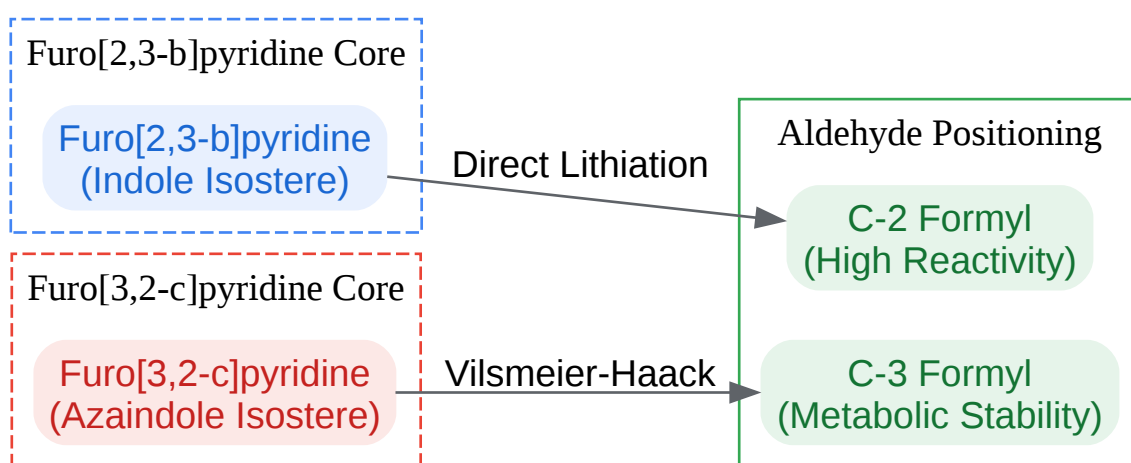 Furo[2,3-b]pyridine Core
Furo[2,3-b]pyridine
(Indole Isostere)
Direct Lithiation
Aldehyde Positioning
C-2 Formyl
(High Reactivity)
Furo[3,2-c]pyridine Core
Furo[3,2-c]pyridine
(Azaindole Isostere)
Vilsmeier-Haack
C-3 Formyl
(Metabolic Stability)